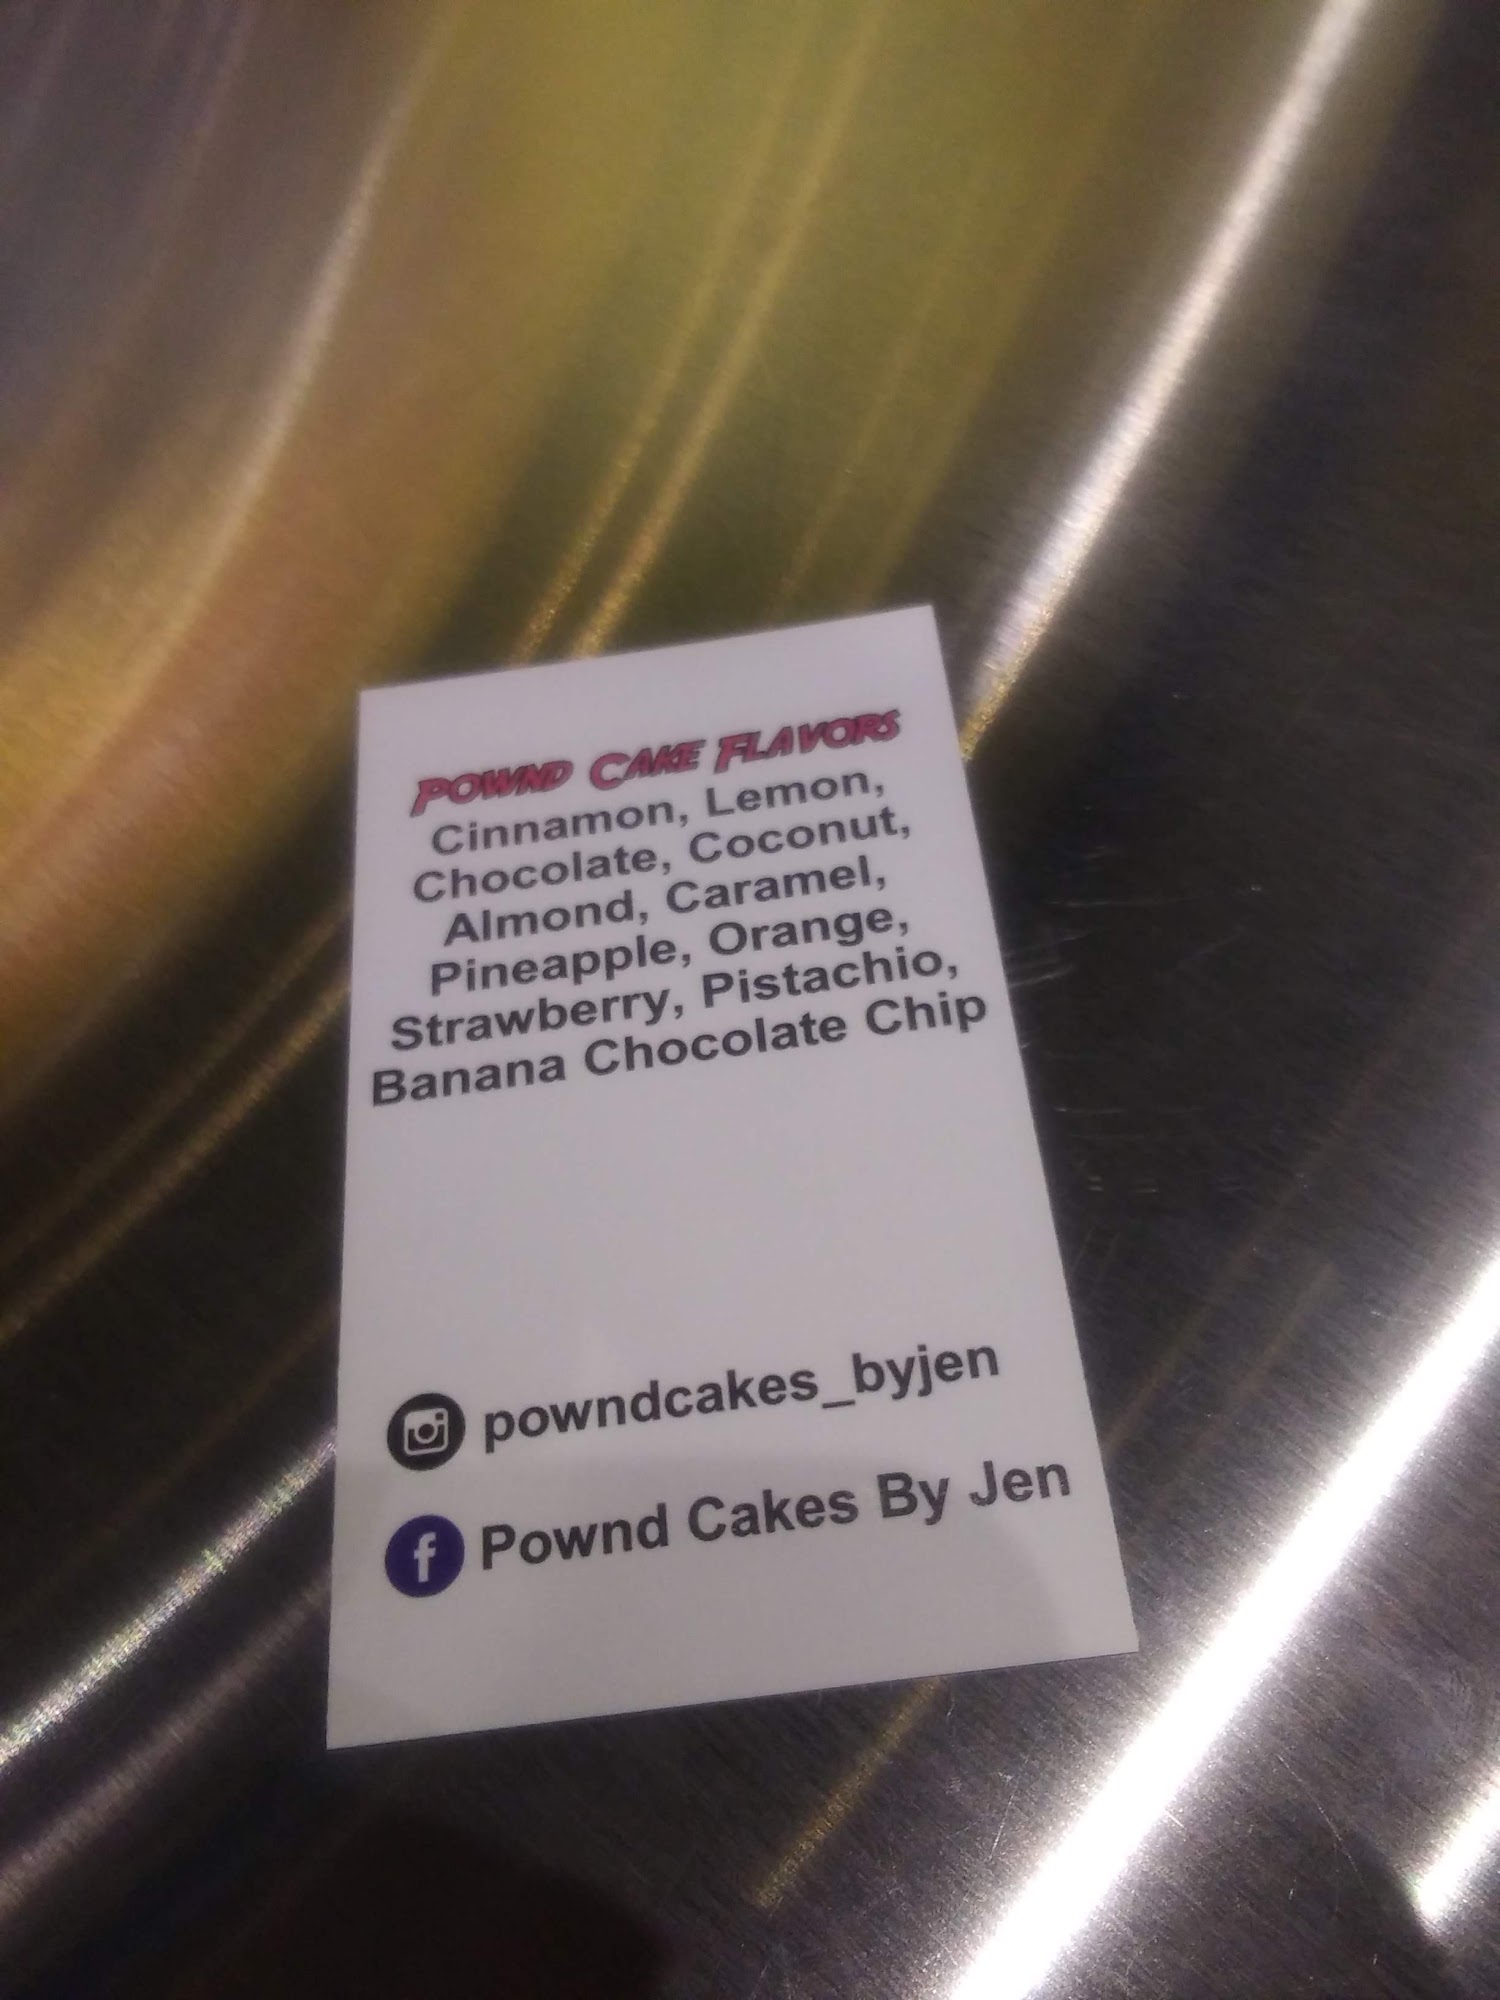 Pownd Cake Flavors
Cinnamon, Lemon,
Chocolate, Coconut,
Almond, Caramel,
Pineapple, Orange,
Strawberry, Pistachio,
Banana Chocolate Chip
powndcakes_byjen
f Pownd Cakes By Jen